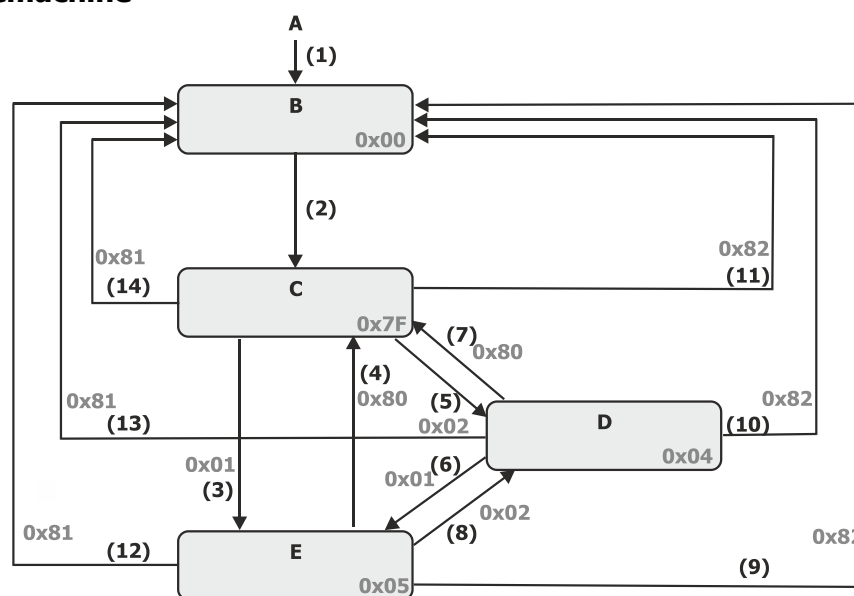 A
(1)
B
0x00
(2)
0x81
(14)
0x82
(11)
C
0x7F
(7)
0x80
(4)
0x80
(5)
0x02
0x81
(13)
D
0x04
0x82
(10)
0x01
(3)
(6)
0x01
0x02
(8)
0x81
(12)
E
0x05
(9)